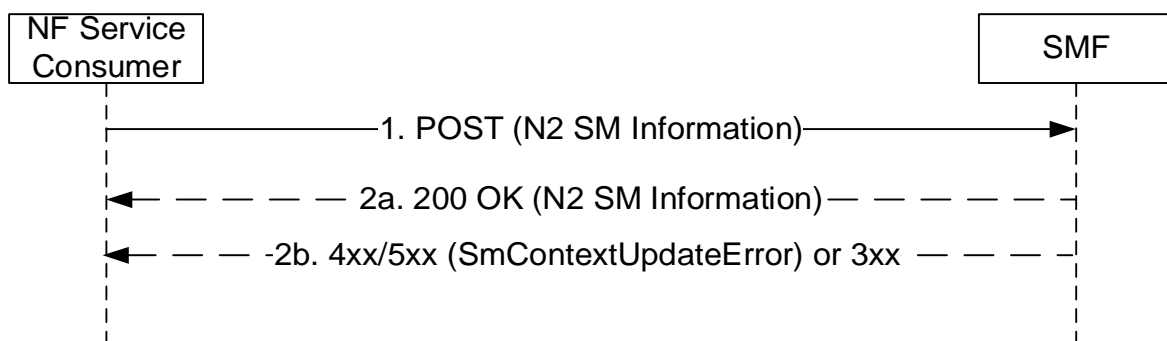 NF Service
Consumer
SMF
1. POST (N2 SM Information)
2a. 200 OK (N2 SM Information)
2b. 4xx/5xx (SmContextUpdateError) or 3xx